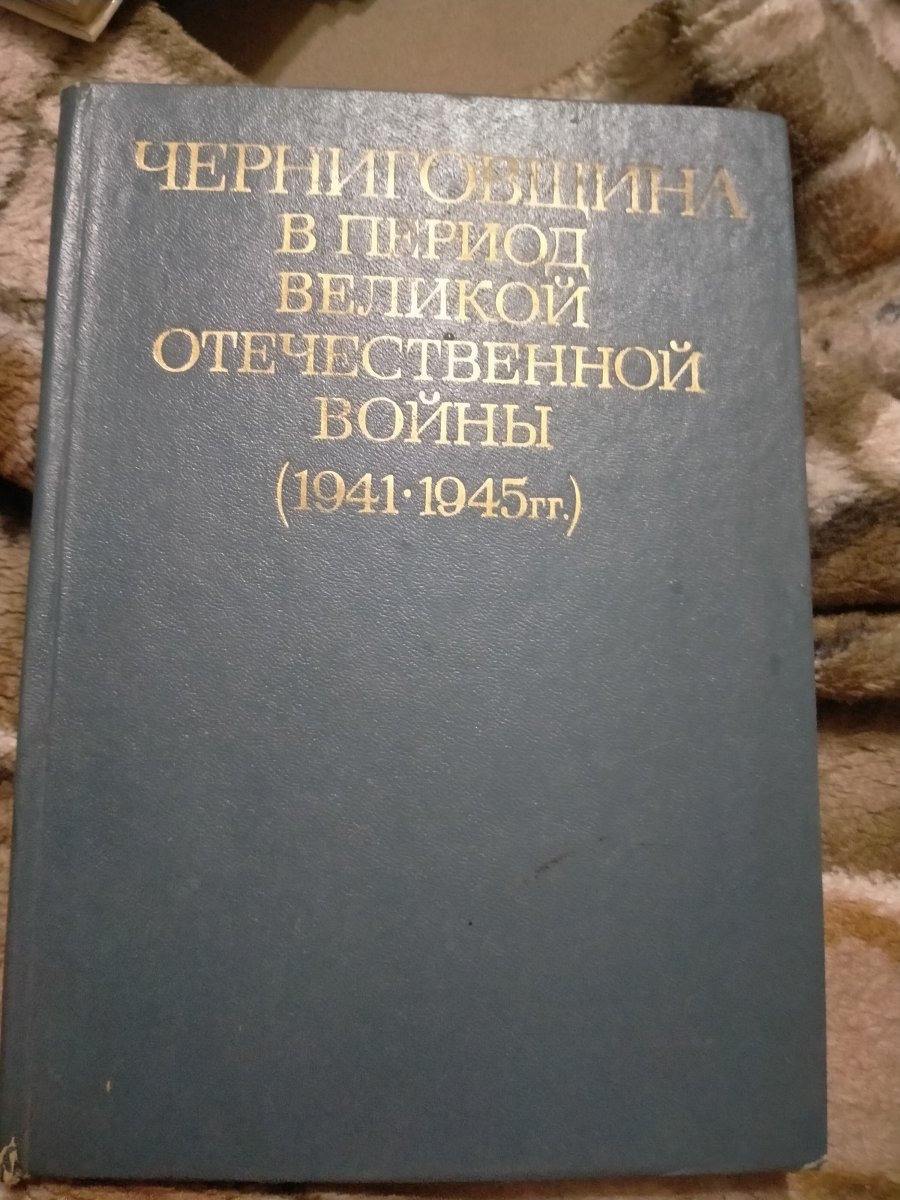 ЧЕРНИГОВЩИНА
В ПЕРИОД
ВЕЛИКОЙ
ОТЕЧЕСТВЕННОЙ
ВОЙНЫ
(1941·1945гг.)